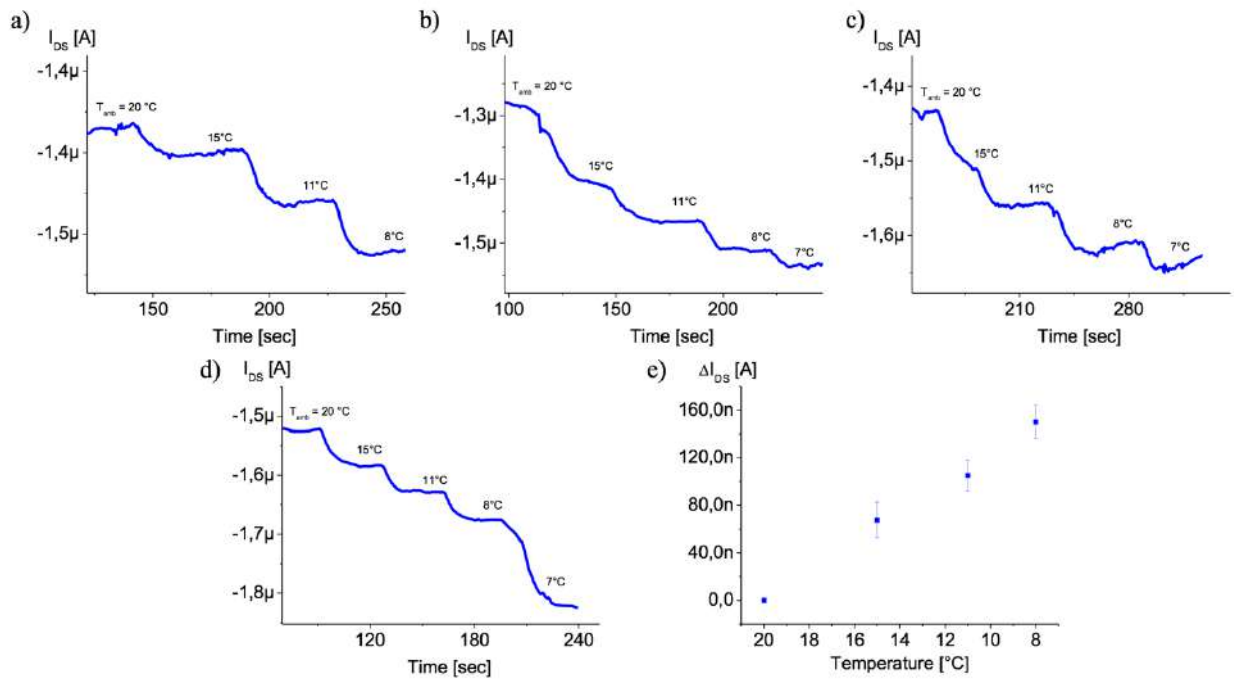 a)
I_DS [A]
-1,4µ
-1,4µ
-1,5µ
T_amb = 20 °C
15°C
11°C
8°C
150 200 250
Time [sec]
b)
I_DS [A]
-1,3µ
-1,4µ
-1,5µ
T_amb = 20 °C
15°C
11°C
8°C
7°C
100 150 200
Time [sec]
c)
I_DS [A]
-1,4µ
-1,5µ
-1,6µ
T_amb = 20 °C
15°C
11°C
8°C
7°C
210 280
Time [sec]
d)
I_DS [A]
-1,5µ
-1,6µ
-1,7µ
-1,8µ
T_amb = 20 °C
15°C
11°C
8°C
7°C
120 180 240
Time [sec]
e)
ΔI_DS [A]
160,0n
120,0n
80,0n
40,0n
0,0
20 18 16 14 12 10 8
Temperature [°C]